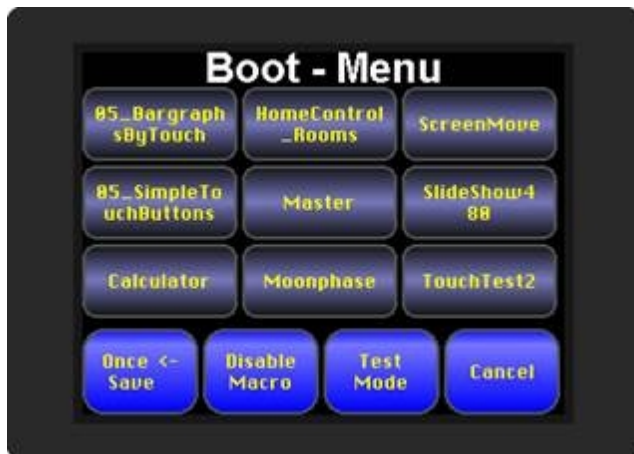 Boot - Menu
05_Bargraph
sByTouch
HomeControl
_Rooms
ScreenMove
05_SimpleTo
uchButtons
Master
SlideShow4
80
Calculator
Moonphase
TouchTest2
Once <-
Save
Disable
Macro
Test
Mode
Cancel